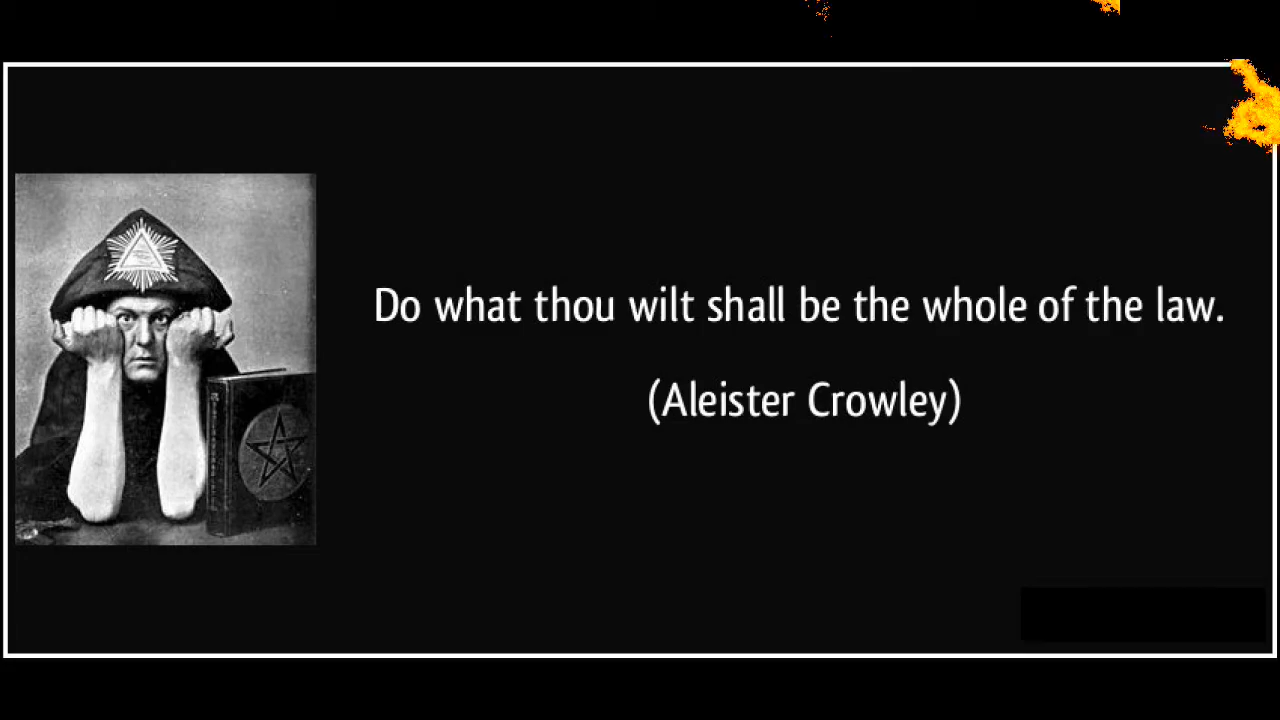 Do what thou wilt shall be the whole of the law.
(Aleister Crowley)